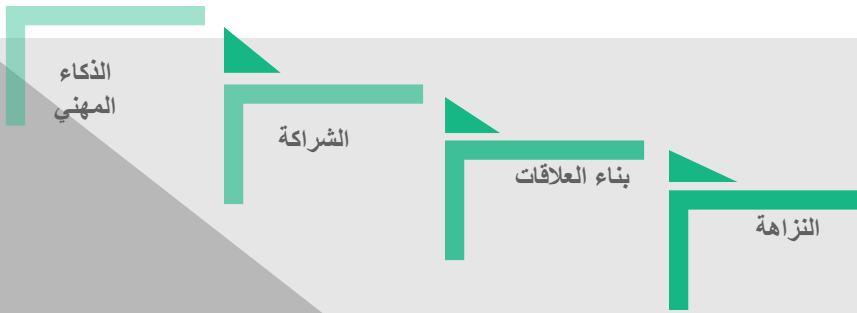 الذكاء
المهني
الشراكة
بناء العلاقات
النزاهة